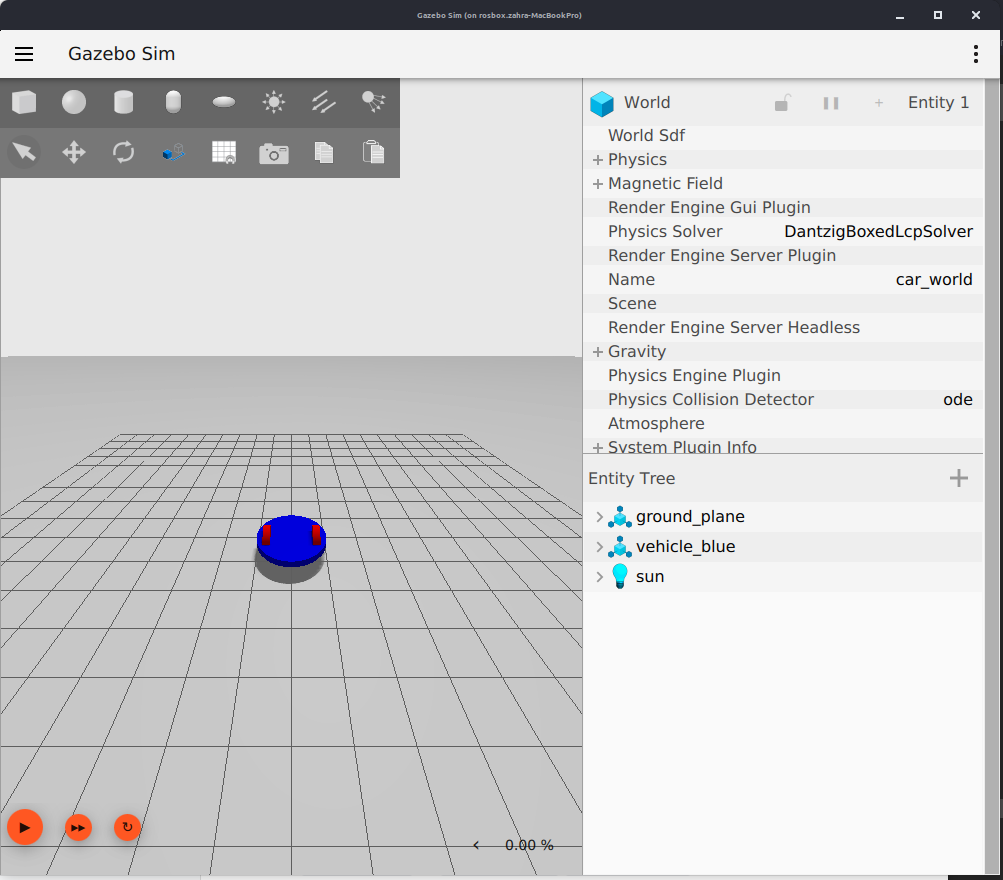 Gazebo Sim (on rosbox.zahra-MacBookPro)
Gazebo Sim
World Entity 1
World Sdf
Physics
Magnetic Field
Render Engine Gui Plugin
Physics Solver DantzigBoxedLcpSolver
Render Engine Server Plugin
Name car_world
Scene
Render Engine Server Headless
Gravity
Physics Engine Plugin
Physics Collision Detector ode
Atmosphere
System Plugin Info
Entity Tree
ground_plane
vehicle_blue
sun
0.00 %